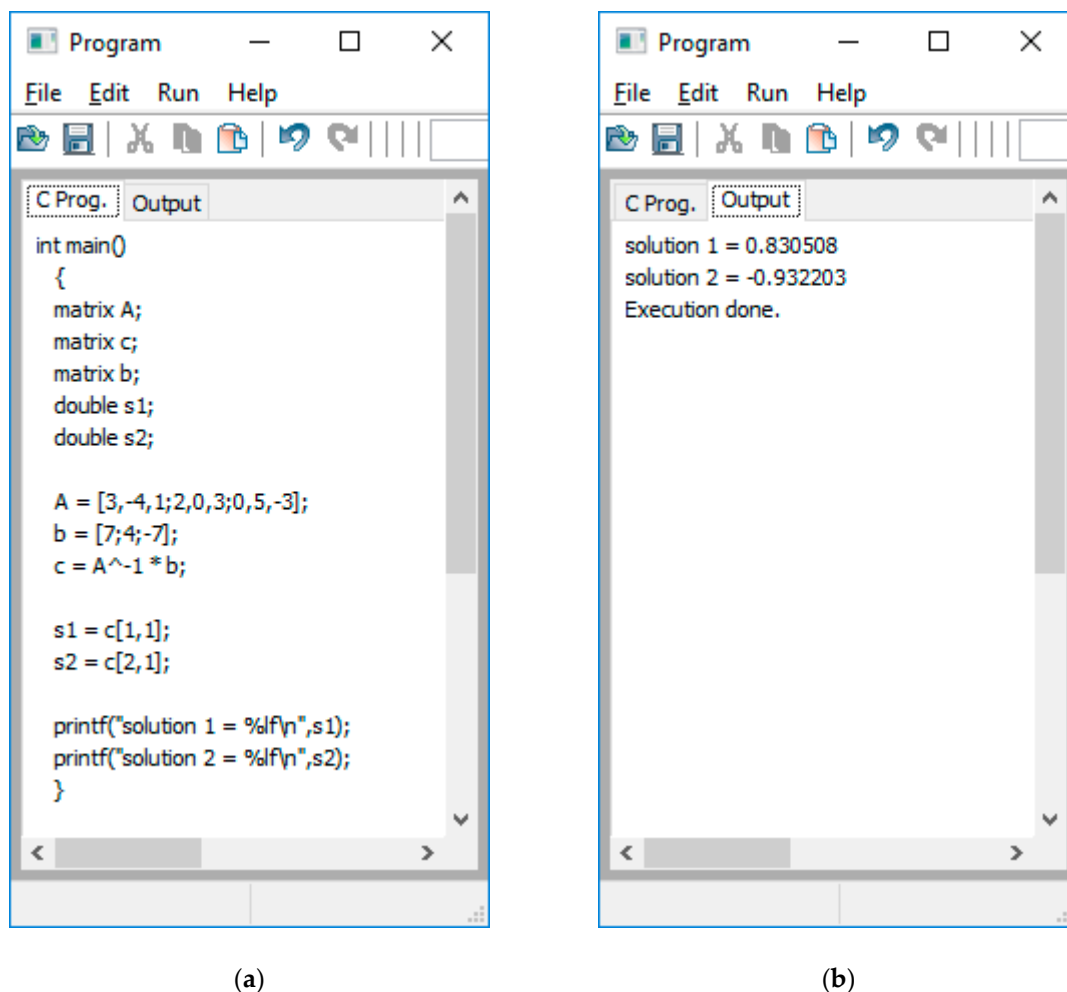 Program
File Edit Run Help
C Prog. Output
int main()
{
matrix A;
matrix c;
matrix b;
double s1;
double s2;
A = [3,-4,1;2,0,3;0,5,-3];
b = [7;4;-7];
c = A^-1 * b;
s1 = c[1,1];
s2 = c[2,1];
printf("solution 1 = %lf\n",s1);
printf("solution 2 = %lf\n",s2);
}
(a)
Program
File Edit Run Help
C Prog. Output
solution 1 = 0.830508
solution 2 = -0.932203
Execution done.
(b)